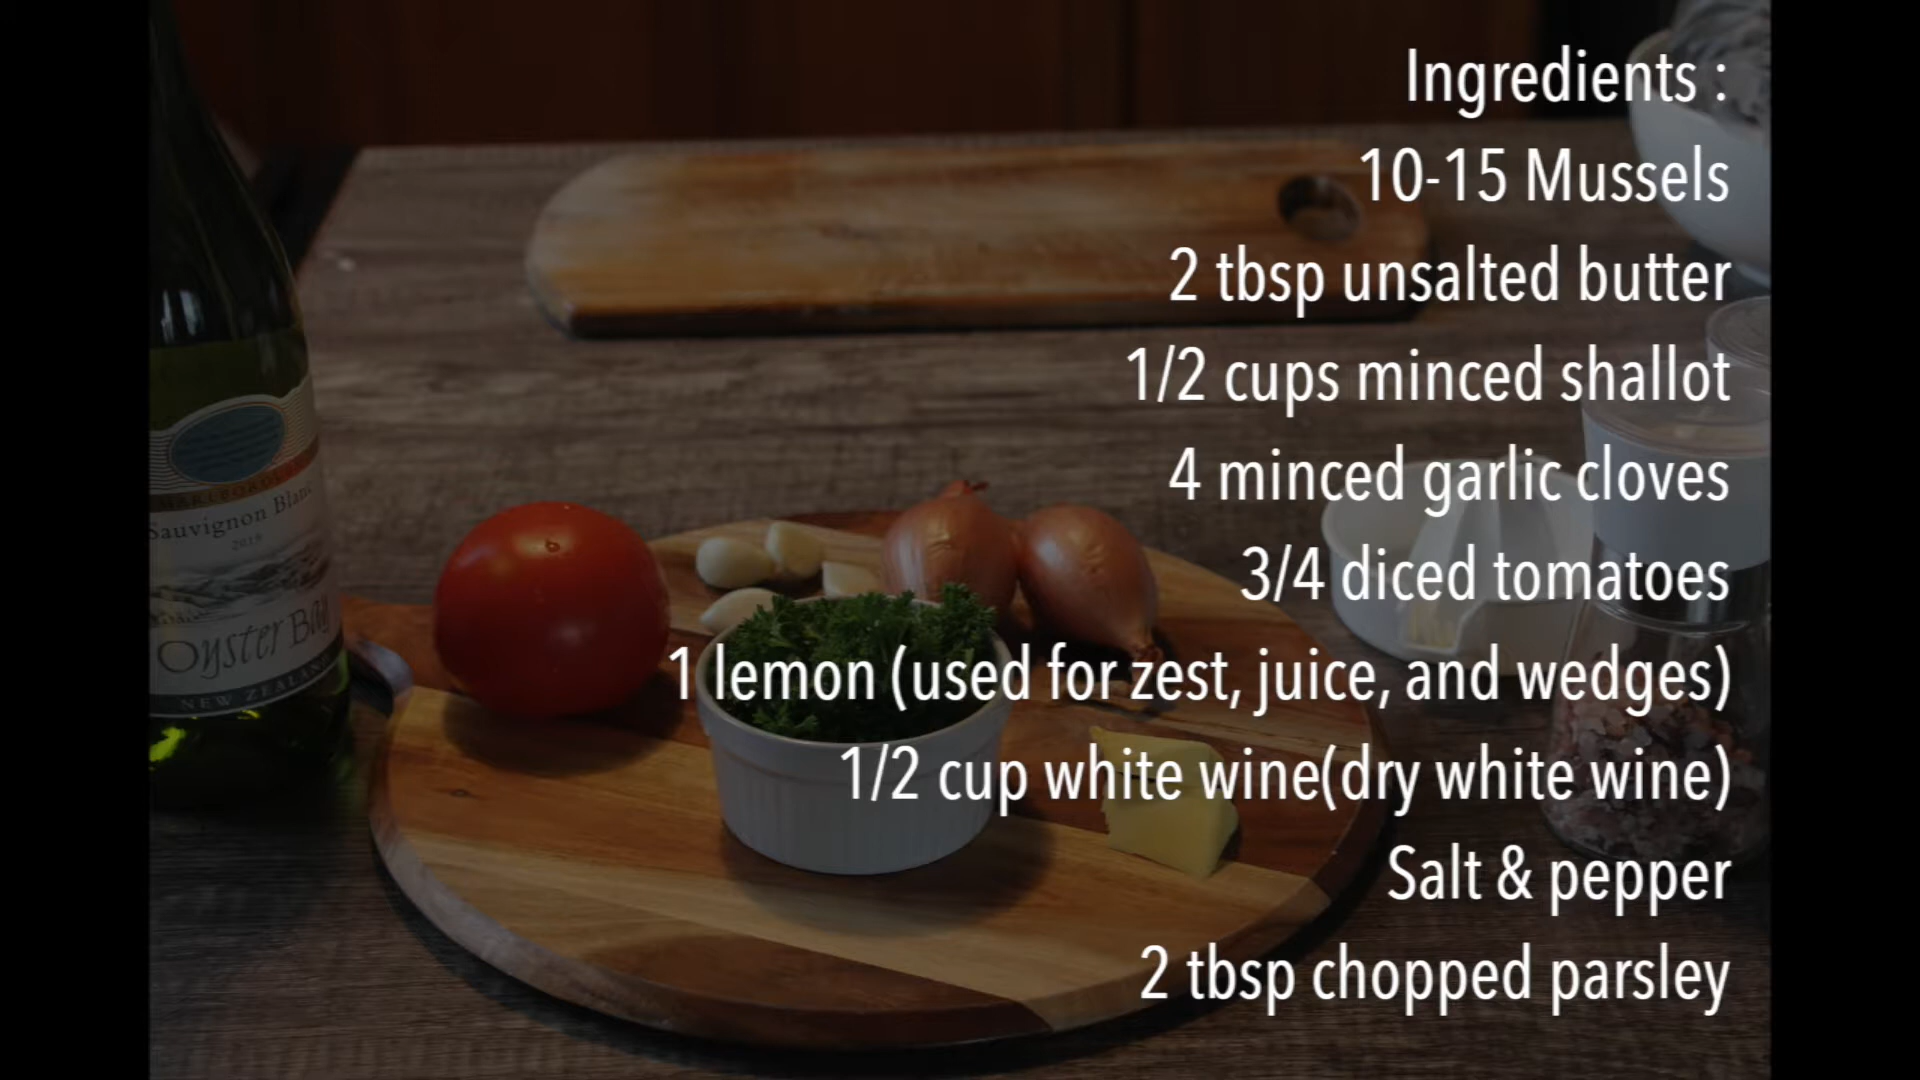 Ingredients :
10-15 Mussels
2 tbsp unsalted butter
1/2 cups minced shallot
4 minced garlic cloves
3/4 diced tomatoes
1 lemon (used for zest, juice, and wedges)
1/2 cup white wine(dry white wine)
Salt & pepper
2 tbsp chopped parsley
Sauvignon Blanc
2019
Oyster Bay
NEW ZEALAND